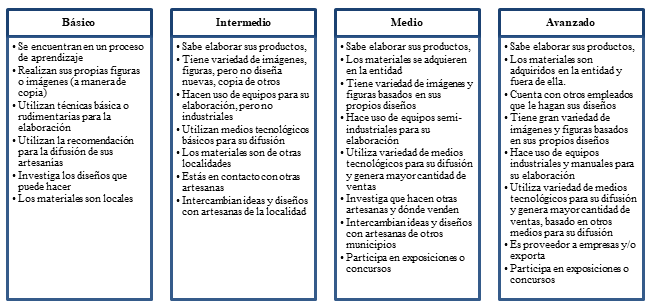 Básico
• Se encuentran en un proceso
de aprendizaje
• Realizan sus propias figuras
o imágenes (a manera de
copia)
• Utilizan técnicas básica o
rudimentarias para la
elaboración
• Utilizan la recomendación
para la difusión de sus
artesanías
• Investiga los diseños que
puede hacer
• Los materiales son locales
Intermedio
• Sabe elaborar sus productos,
• Tiene variedad de imágenes,
figuras, pero no diseña
nuevas, copia de otros
• Hacen uso de equipos para su
elaboración, pero no
industriales
• Utilizan medios tecnológicos
básicos para su difusión
• Los materiales son de otras
localidades
• Estás en contacto con otras
artesanas
• Intercambian ideas y diseños
con artesanas de la localidad
Medio
• Sabe elaborar sus productos,
• Los materiales se adquieren
en la entidad
• Tiene variedad de imágenes y
figuras basados en sus
propios diseños
• Hace uso de equipos semi-
industriales para su
elaboración
• Utiliza variedad de medios
tecnológicos para su difusión
y genera mayor cantidad de
ventas
• Investiga que hacen otras
artesanas y dónde venden
• Intercambian ideas y diseños
con artesanas de otros
municipios
• Participa en exposiciones o
concursos
Avanzado
• Sabe elaborar sus productos,
• Los materiales son
adquiridos en la entidad y
fuera de ella.
• Cuenta con otros empleados
que le hagan sus diseños
• Tiene gran variedad de
imágenes y figuras basados
en sus propios diseños
• Hace uso de equipos
industriales y manuales para
su elaboración
• Utiliza variedad de medios
tecnológicos para su difusión
y genera mayor cantidad de
ventas, basado en otros
medios para su difusión
• Es proveedor a empresas y/o
exporta
• Participa en exposiciones o
concursos